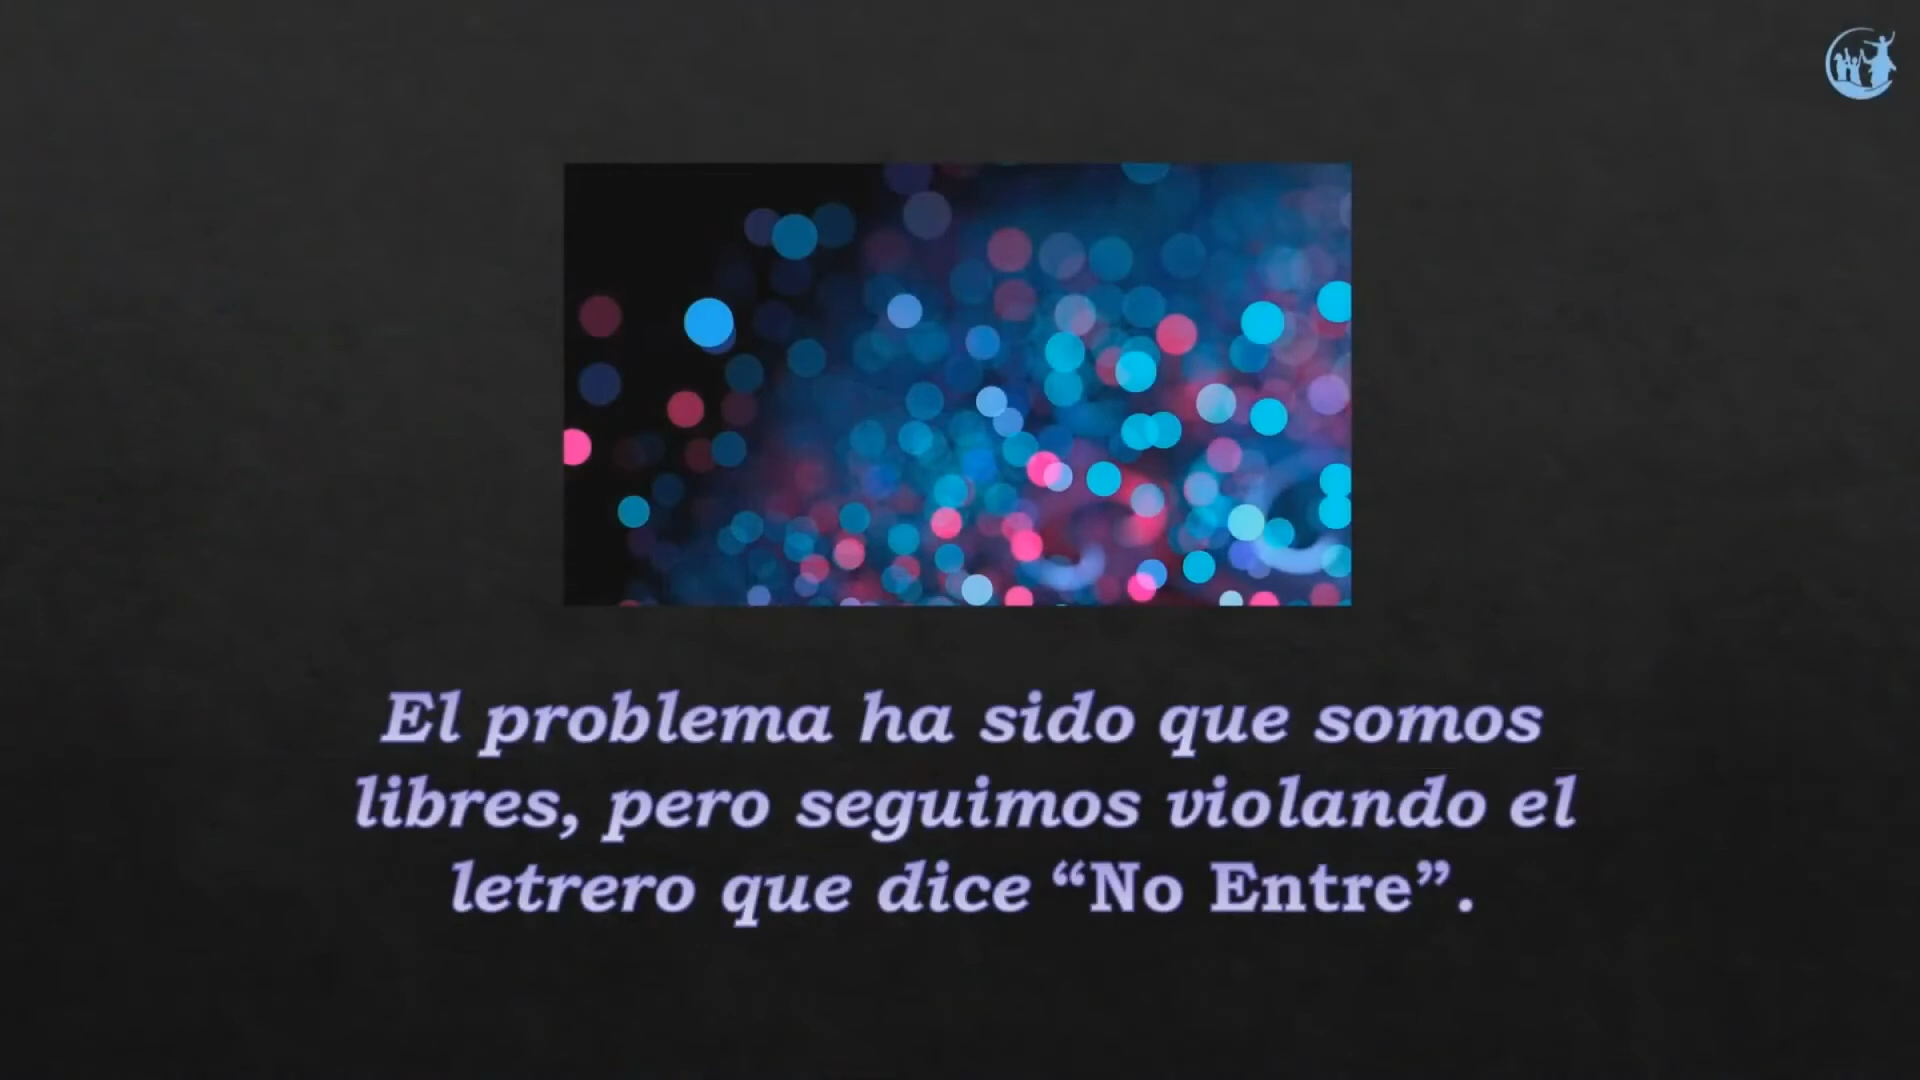 El problema ha sido que somos
libres, pero seguimos violando el
letrero que dice “No Entre”.